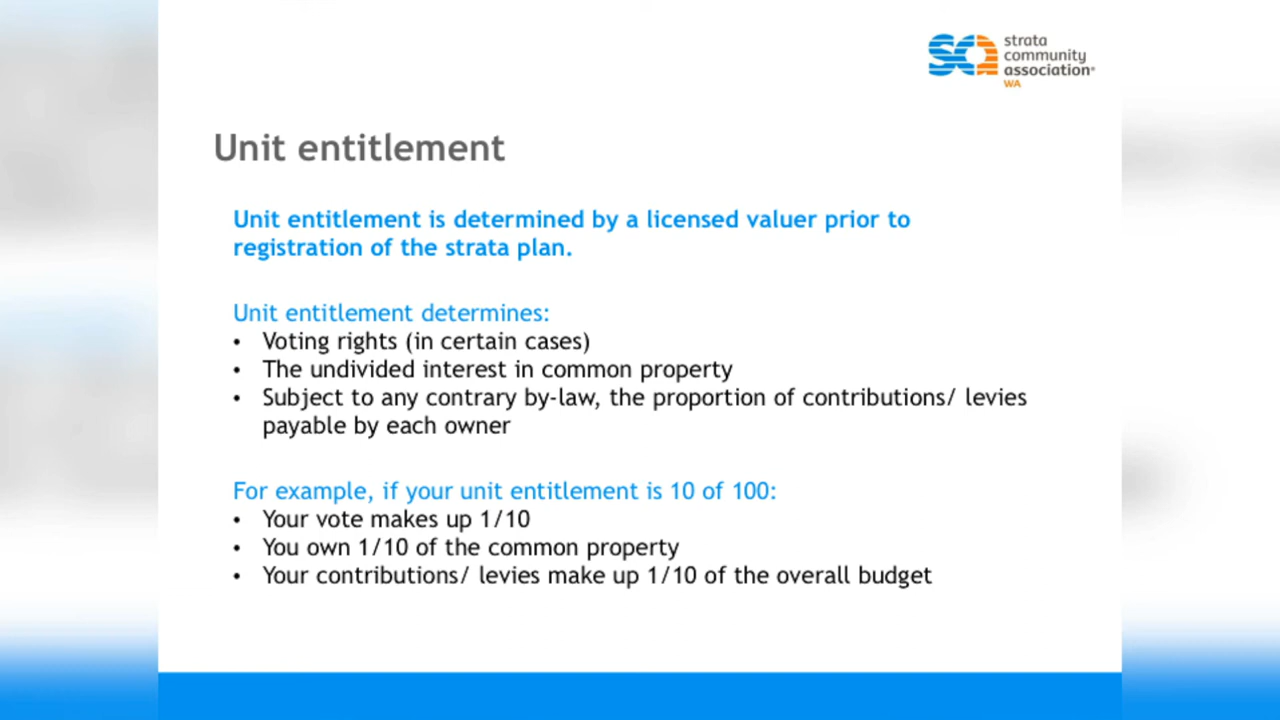 sca strata
community
association
WA
Unit entitlement
Unit entitlement is determined by a licensed valuer prior to
registration of the strata plan.
Unit entitlement determines:
• Voting rights (in certain cases)
• The undivided interest in common property
• Subject to any contrary by-law, the proportion of contributions/ levies
payable by each owner
For example, if your unit entitlement is 10 of 100:
• Your vote makes up 1/10
• You own 1/10 of the common property
• Your contributions/ levies make up 1/10 of the overall budget